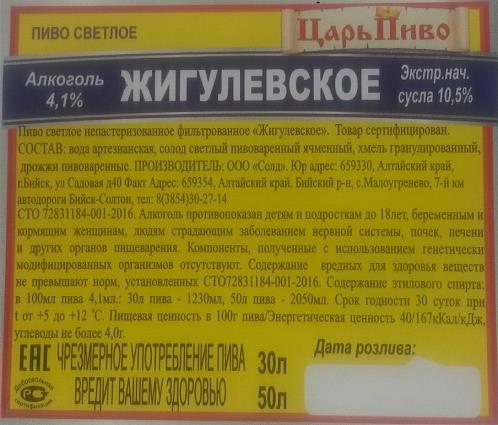 ПИВО СВЕТЛОЕ
ЦарьПиво
Алкоголь
4,1%
ЖИГУЛЕВСКОЕ
Экстр.нач.
сусла 10,5%
Пиво светлое непастеризованное фильтрованное «Жигулевское». Товар сертифицирован.
СОСТАВ: вода артезианская, солод светлый пивоваренный ячменный, хмель гранулированный,
дрожжи пивоваренные. ПРОИЗВОДИТЕЛЬ: ООО «Солд». Юр адрес: 659330, Алтайский край,
г.Бийск, ул Садовая д40 Факт Адрес: 659354, Алтайский край, Бийский р-н, с.Малоугренево, 7-й км
автодороги Бийск-Солтон, тел: 8(3854)30-27-14
СТО 72831184-001-2016. Алкоголь противопоказан детям и подросткам до 18лет, беременным и
кормящим женщинам, людям страдающим заболеванием нервной системы, почек, печени
и других органов пищеварения. Компоненты, полученные с использованием генетически
модифицированных организмов отсутствуют. Содержание вредных для здоровья веществ
не превышают норм, установленных СТО72831184-001-2016. Содержание этилового спирта:
в 100мл пива 4,1мл.: 30л пива - 1230мл, 50л пива - 2050мл. Срок годности 30 суток при
t от +5 до +12 °С. Пищевая ценность в 100г пива/Энергетическая ценность 40/167кКал/кДж,
углеводы не более 4,0г.
ЕАС ЧРЕЗМЕРНОЕ УПОТРЕБЛЕНИЕ ПИВА 30л
ВРЕДИТ ВАШЕМУ ЗДОРОВЬЮ 50л
Дата розлива:
Добровольная
сертификация